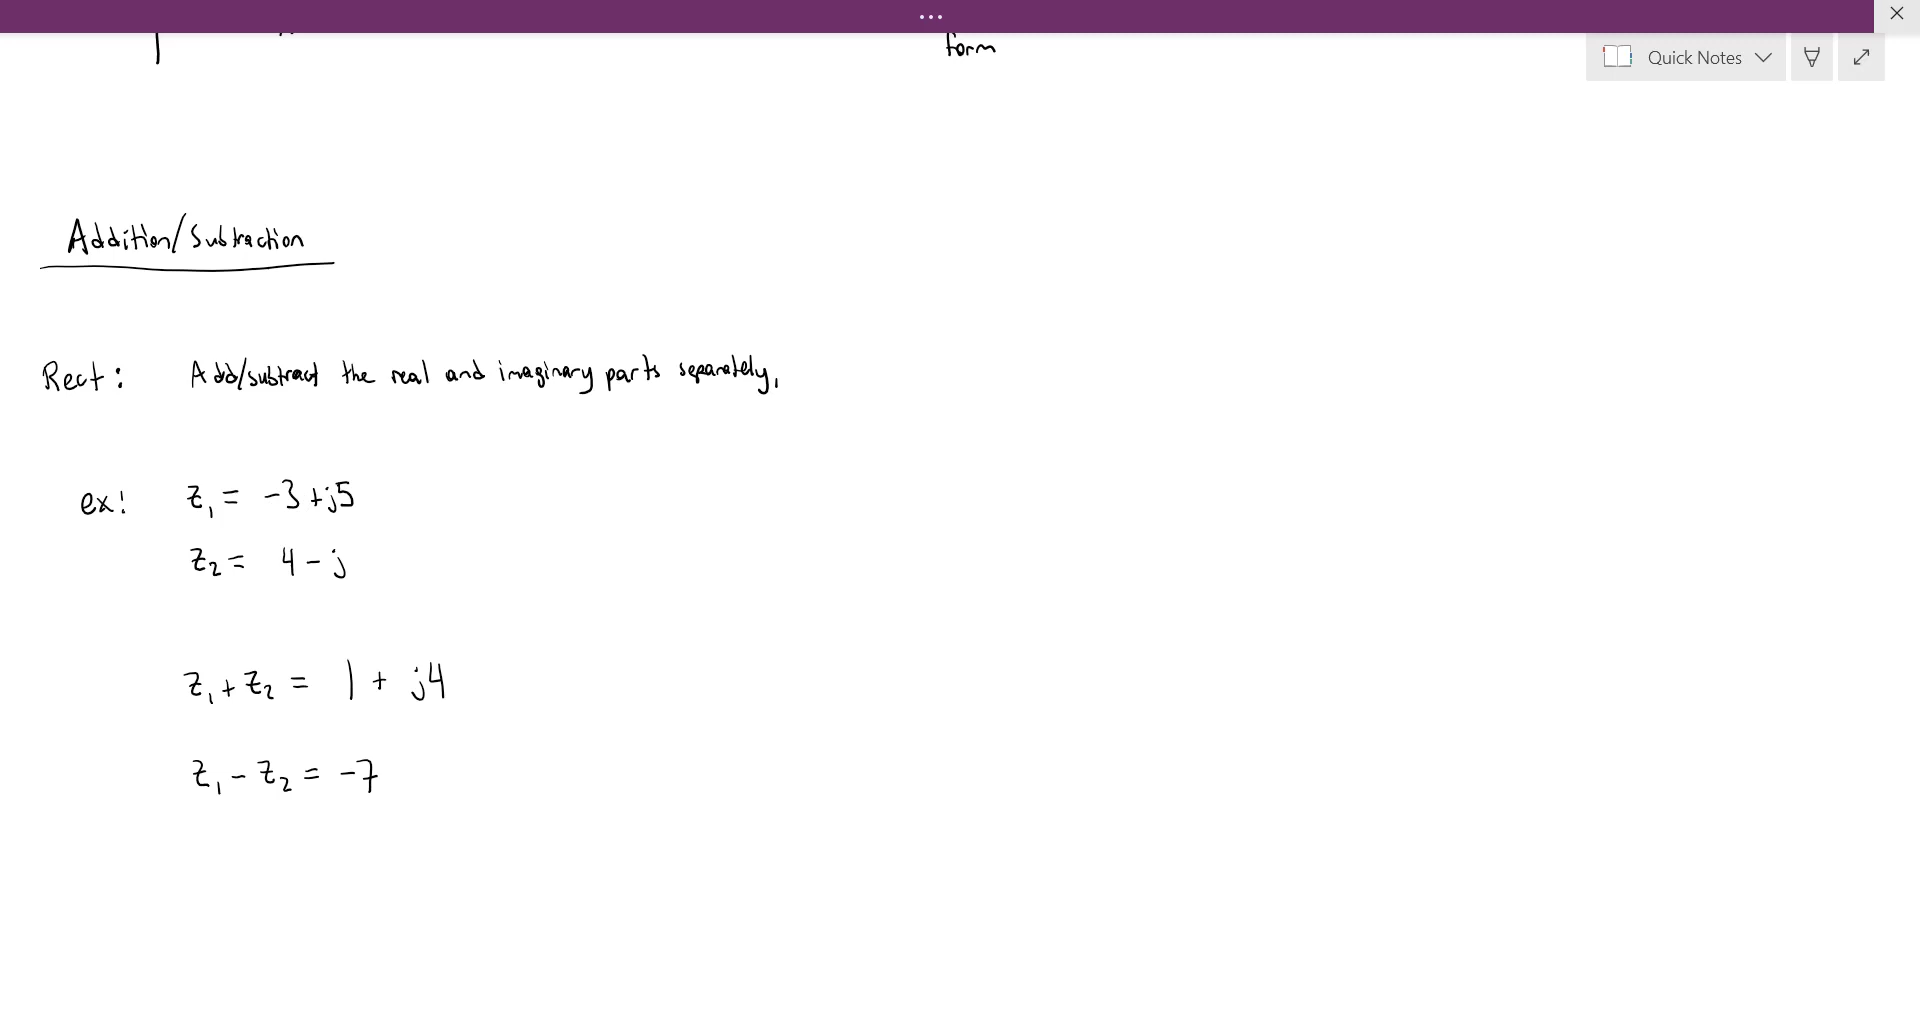 form
Quick Notes
Addition/Subtraction
Rect: Add/subtract the real and imaginary parts separately.
ex: z₁ = -3+j5
z₂ = 4-j
z₁+z₂ = 1 + j4
z₁-z₂ = -7